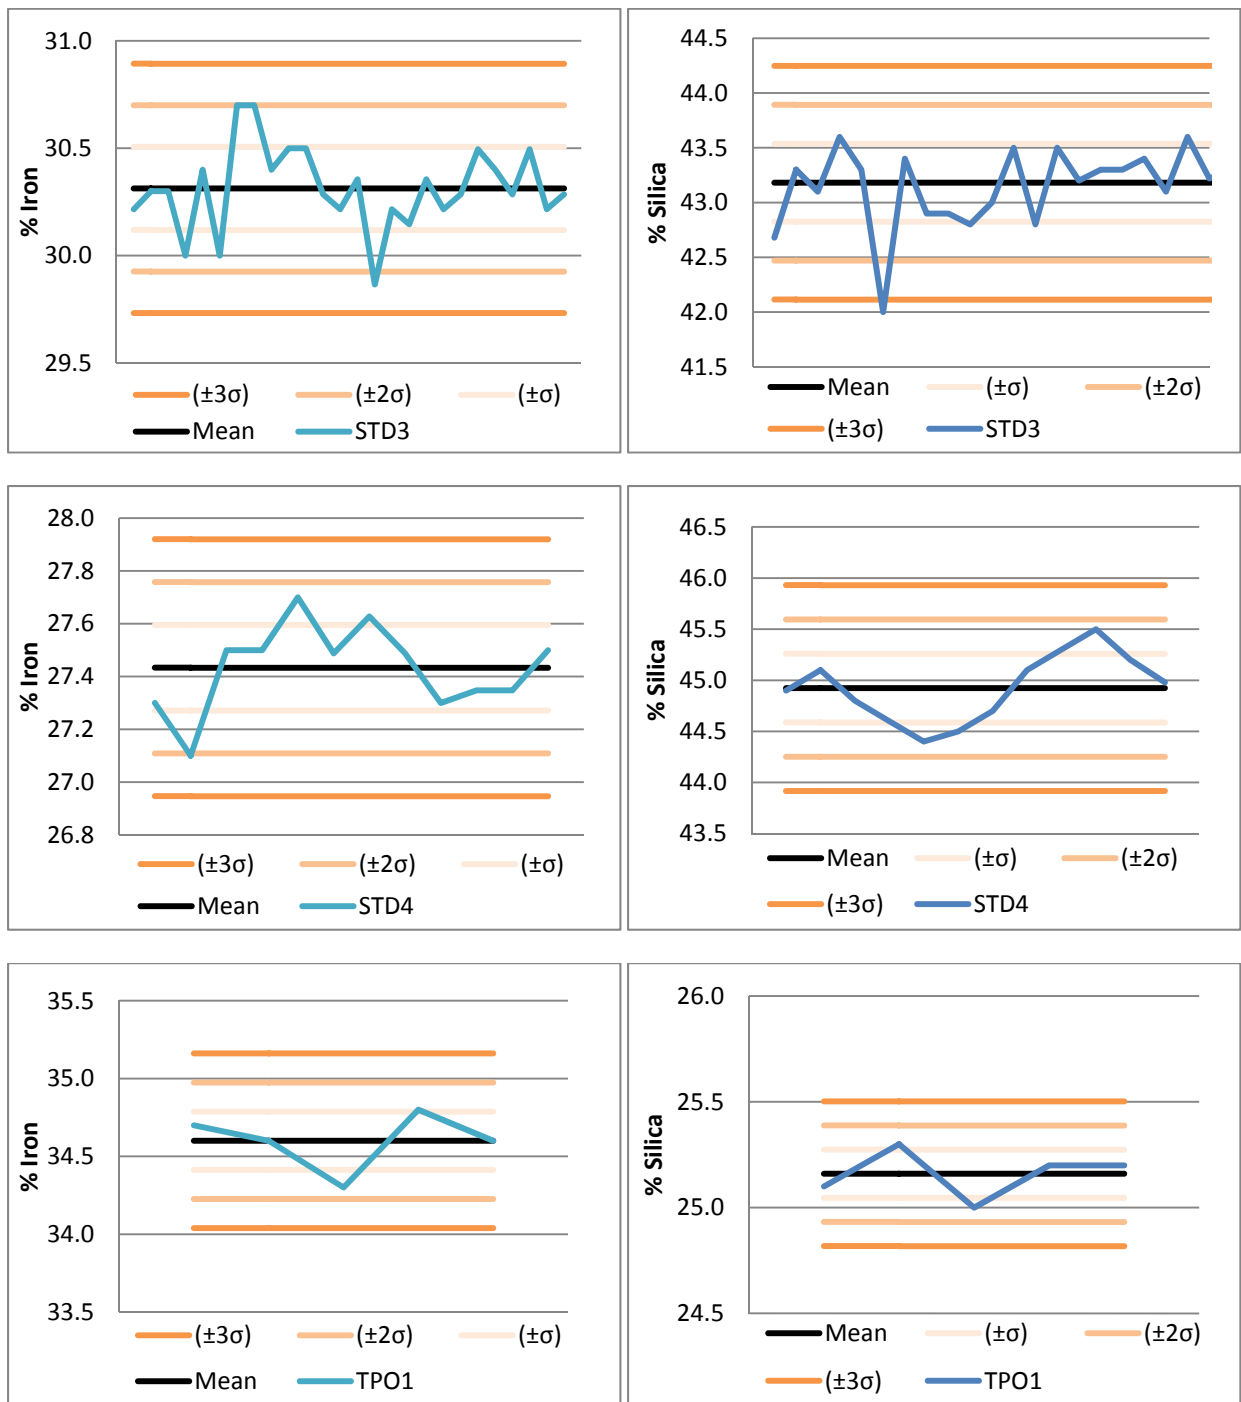 31.0
30.5
30.0
29.5
% Iron
(±3σ) (±2σ) (±σ)
Mean STD3
44.5
44.0
43.5
43.0
42.5
42.0
41.5
% Silica
Mean (±σ) (±2σ)
(±3σ) STD3
28.0
27.8
27.6
27.4
27.2
27.0
26.8
% Iron
(±3σ) (±2σ) (±σ)
Mean STD4
46.5
46.0
45.5
45.0
44.5
44.0
43.5
% Silica
Mean (±σ) (±2σ)
(±3σ) STD4
35.5
35.0
34.5
34.0
33.5
% Iron
(±3σ) (±2σ) (±σ)
Mean TPO1
26.0
25.5
25.0
24.5
% Silica
Mean (±σ) (±2σ)
(±3σ) TPO1